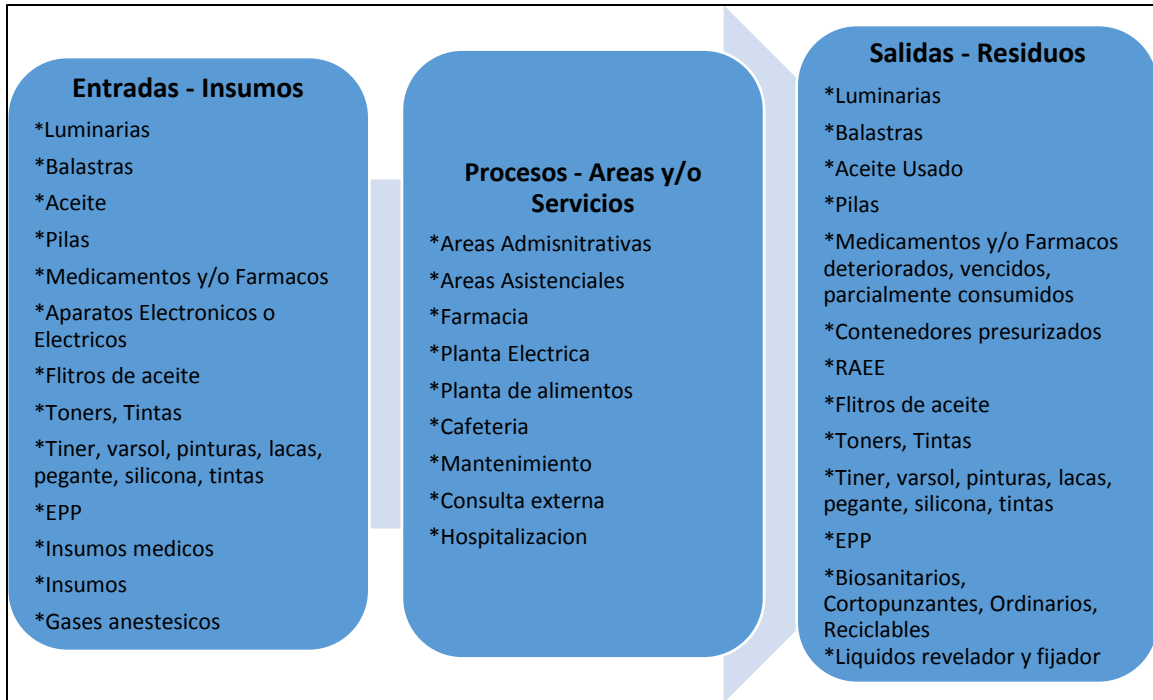 Entradas - Insumos
*Luminarias
*Balastras
*Aceite
*Pilas
*Medicamentos y/o Farmacos
*Aparatos Electronicos o
Electricos
*Flitros de aceite
*Toners, Tintas
*Tiner, varsol, pinturas, lacas,
pegante, silicona, tintas
*EPP
*Insumos medicos
*Insumos
*Gases anestesicos
Procesos - Areas y/o
Servicios
*Areas Admisnitrativas
*Areas Asistenciales
*Farmacia
*Planta Electrica
*Planta de alimentos
*Cafeteria
*Mantenimiento
*Consulta externa
*Hospitalizacion
Salidas - Residuos
*Luminarias
*Balastras
*Aceite Usado
*Pilas
*Medicamentos y/o Farmacos
deteriorados, vencidos,
parcialmente consumidos
*Contenedores presurizados
*RAEE
*Flitros de aceite
*Toners, Tintas
*Tiner, varsol, pinturas, lacas,
pegante, silicona, tintas
*EPP
*Biosanitarios,
Cortopunzantes, Ordinarios,
Reciclables
*Liquidos revelador y fijador